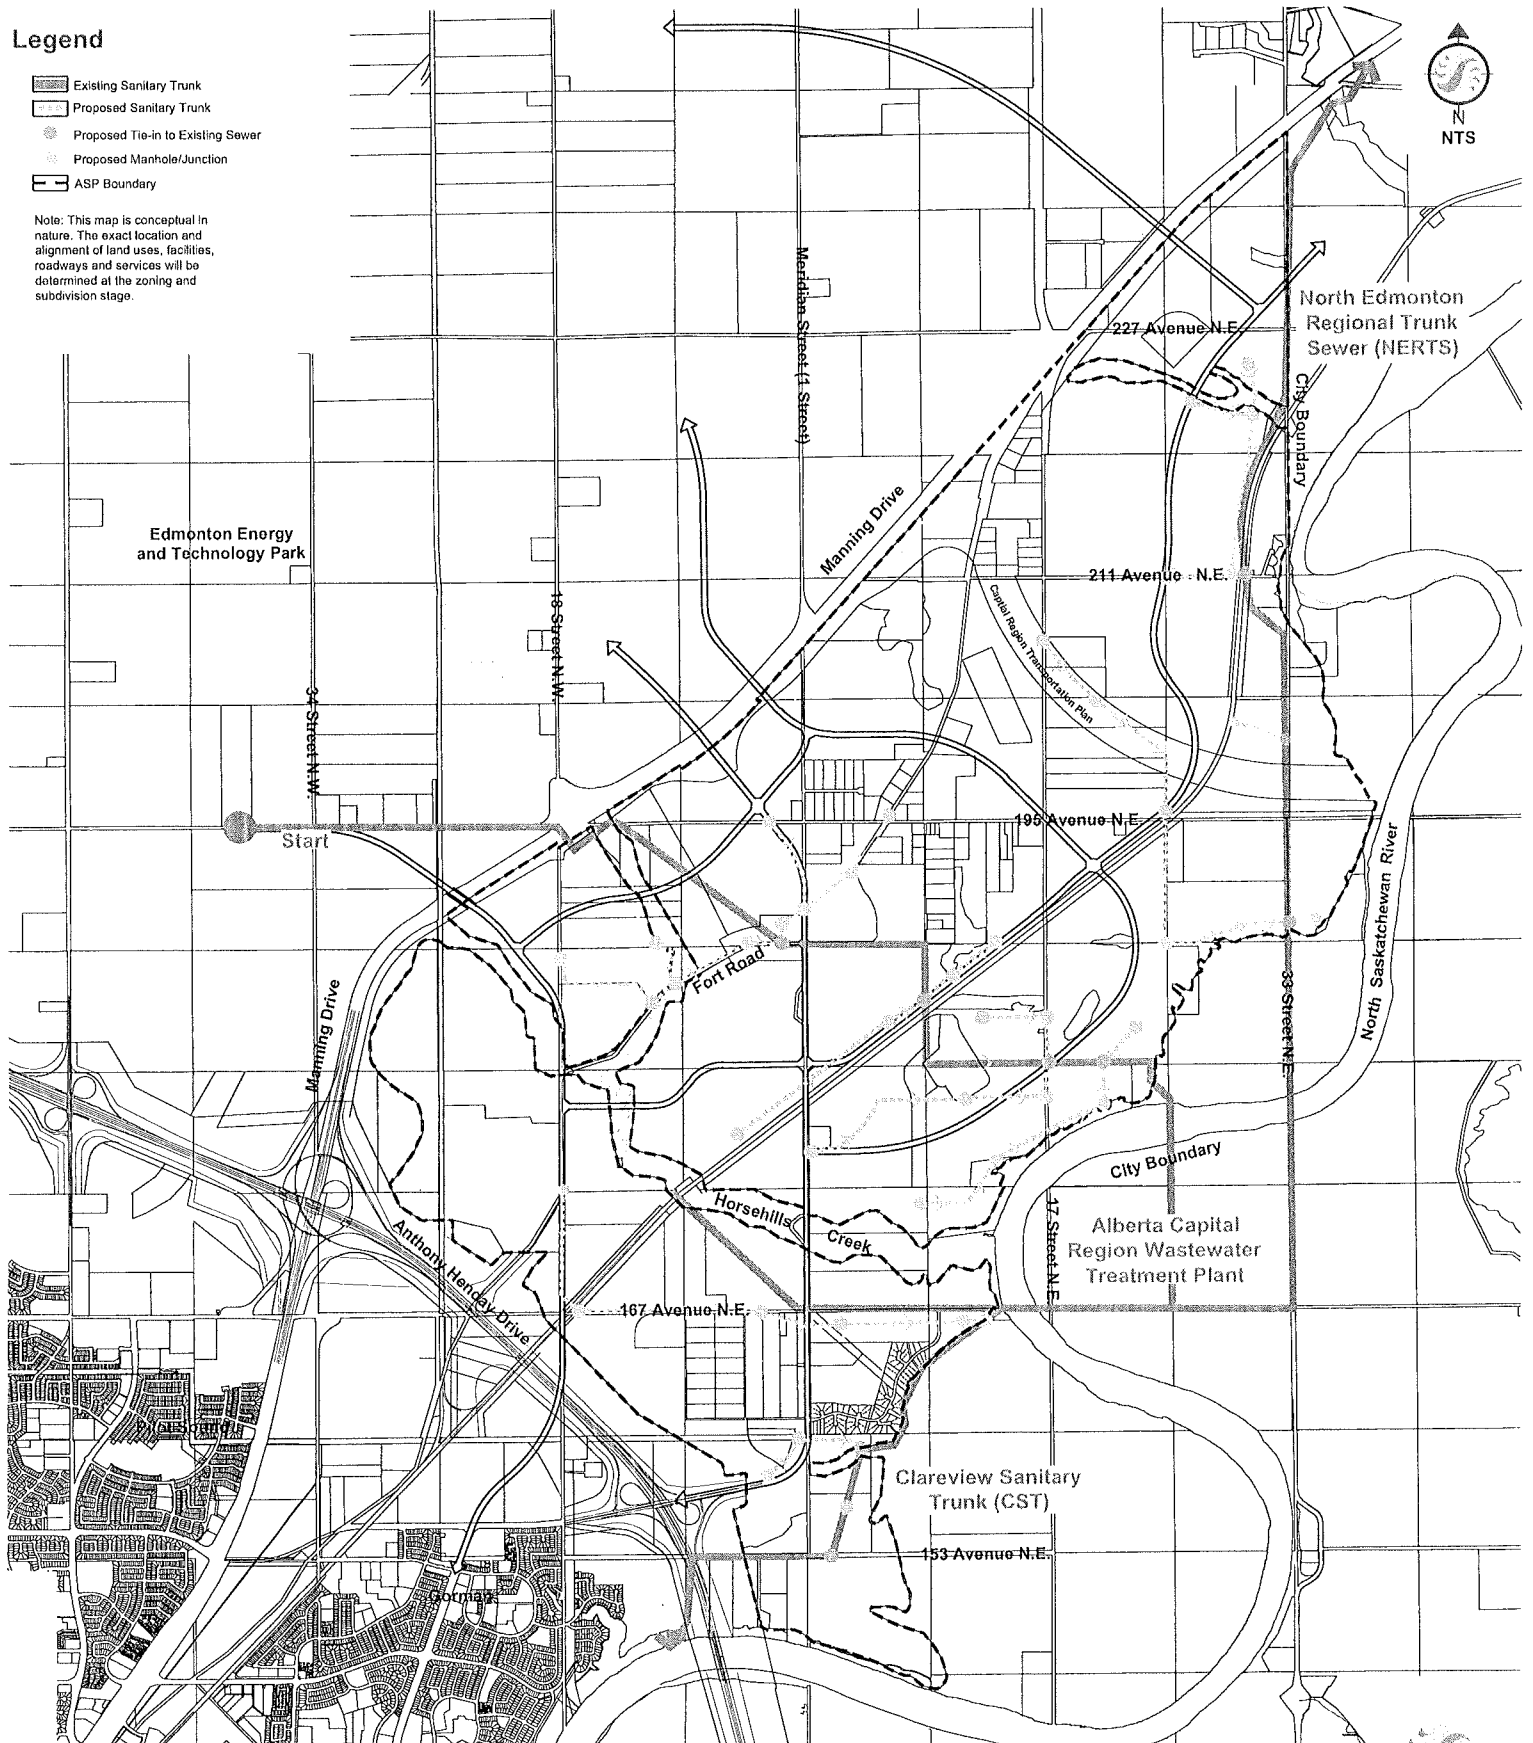 Legend
Existing Sanitary Trunk
Proposed Sanitary Trunk
Proposed Tie-in to Existing Sewer
Proposed Manhole/Junction
ASP Boundary
Note: This map is conceptual in
nature. The exact location and
alignment of land uses, facilities,
roadways and services will be
determined at the zoning and
subdivision stage.
N
NTS
Meridian Street (1 Street)
227 Avenue N.E.
North Edmonton
Regional Trunk
Sewer (NERTS)
City Boundary
Edmonton Energy
and Technology Park
Manning Drive
211 Avenue N.E.
Captial Region Transportation Plan
18 Street N.W.
34 Street N.W.
Start
195 Avenue N.E.
North Saskatchewan River
Fort Road
Manning Drive
33 Street N.E.
City Boundary
Horsehills
Creek
17 Street N.E.
Alberta Capital
Region Wastewater
Treatment Plant
Anthony Henday Drive
167 Avenue N.E.
Clareview Sanitary
Trunk (CST)
153 Avenue N.E.
Gorman